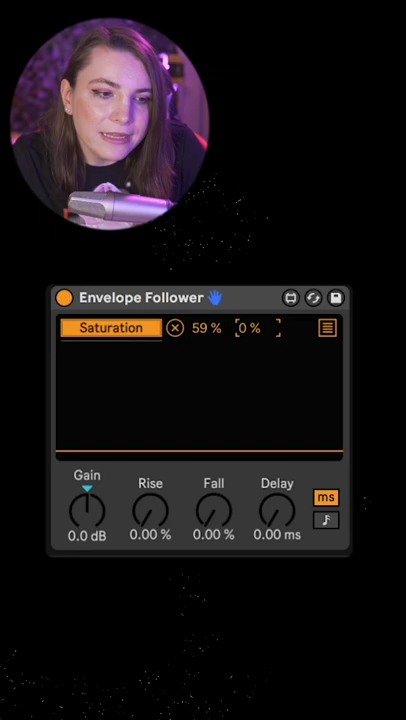 Envelope Follower
Saturation 59 % 0 %
Gain Rise Fall Delay
ms
0.0 dB 0.00 % 0.00 % 0.00 ms